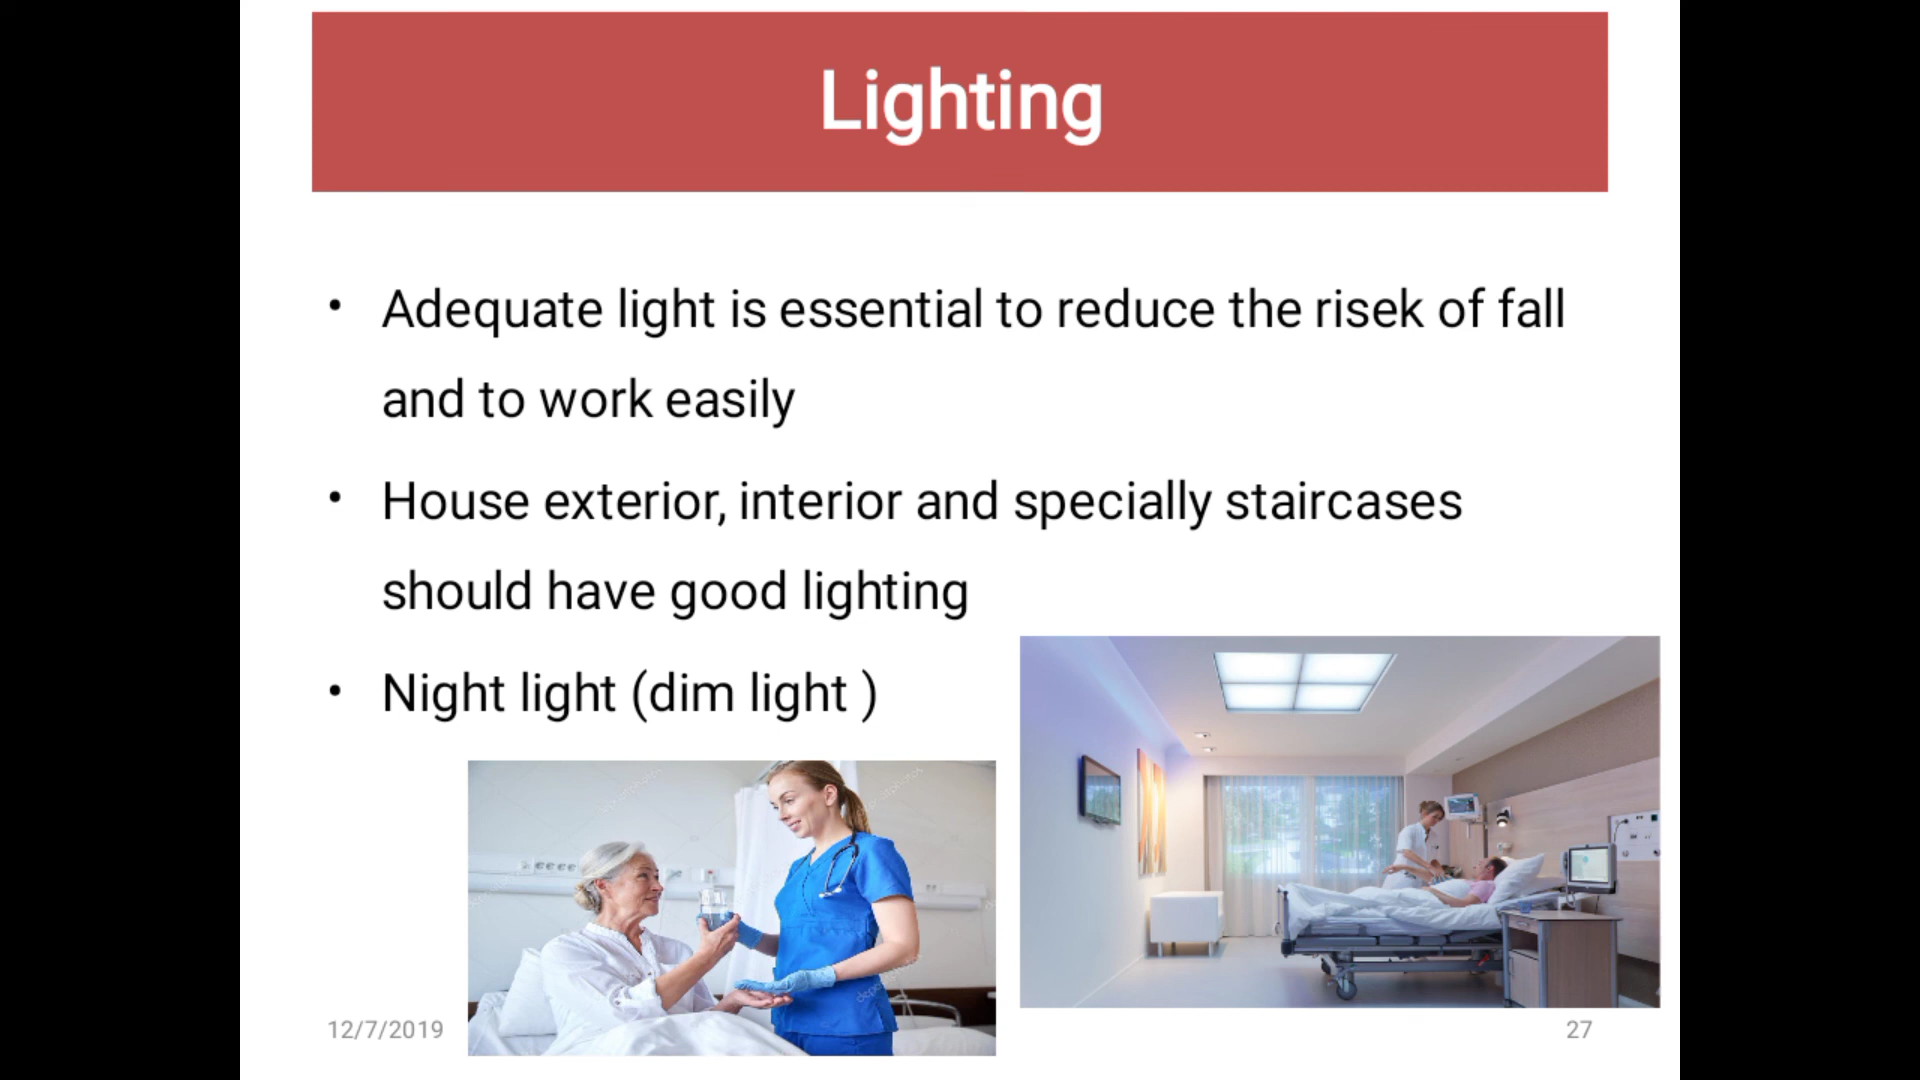 Lighting
• Adequate light is essential to reduce the risek of fall
and to work easily
• House exterior, interior and specially staircases
should have good lighting
• Night light (dim light )
12/7/2019
27